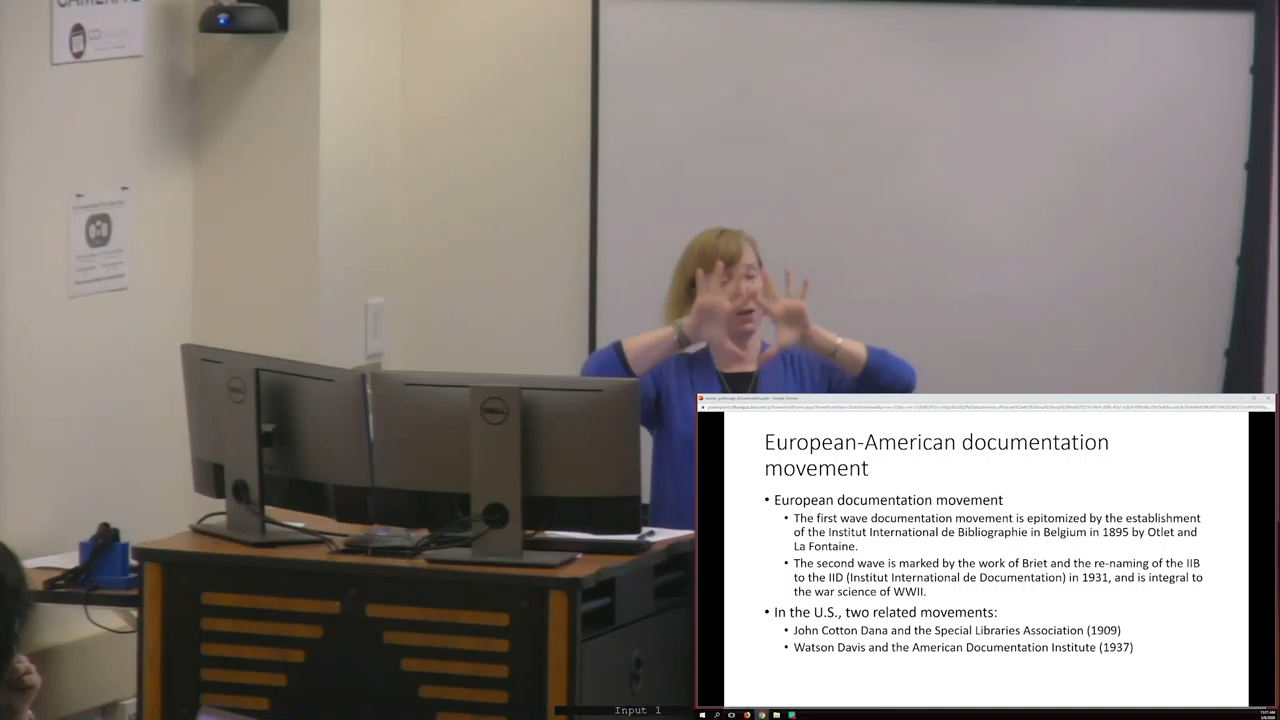 DELL
DELL
European-American documentation
movement
• European documentation movement
• The first wave documentation movement is epitomized by the establishment
of the Institut International de Bibliographie in Belgium in 1895 by Otlet and
La Fontaine.
• The second wave is marked by the work of Briet and the re-naming of the IIB
to the IID (Institut International de Documentation) in 1931, and is integral to
the war science of WWII.
• In the U.S., two related movements:
• John Cotton Dana and the Special Libraries Association (1909)
• Watson Davis and the American Documentation Institute (1937)
Input 1